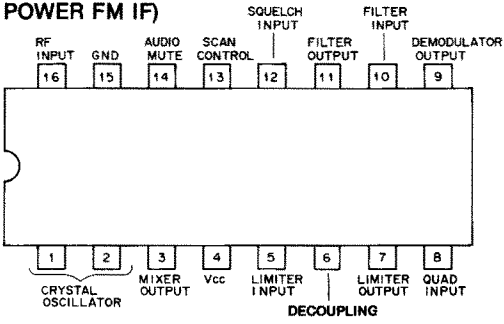 POWER FM IF)
SQUELCH
INPUT
FILTER
INPUT
RF
INPUT
GND
AUDIO
MUTE
SCAN
CONTROL
FILTER
OUTPUT
DEMODULATOR
OUTPUT
16 15 14 13 12 11 10 9
1 2 3 4 5 6 7 8
CRYSTAL
OSCILLATOR
MIXER
OUTPUT
Vcc
LIMITER
INPUT
DECOUPLING
LIMITER
OUTPUT
QUAD
INPUT